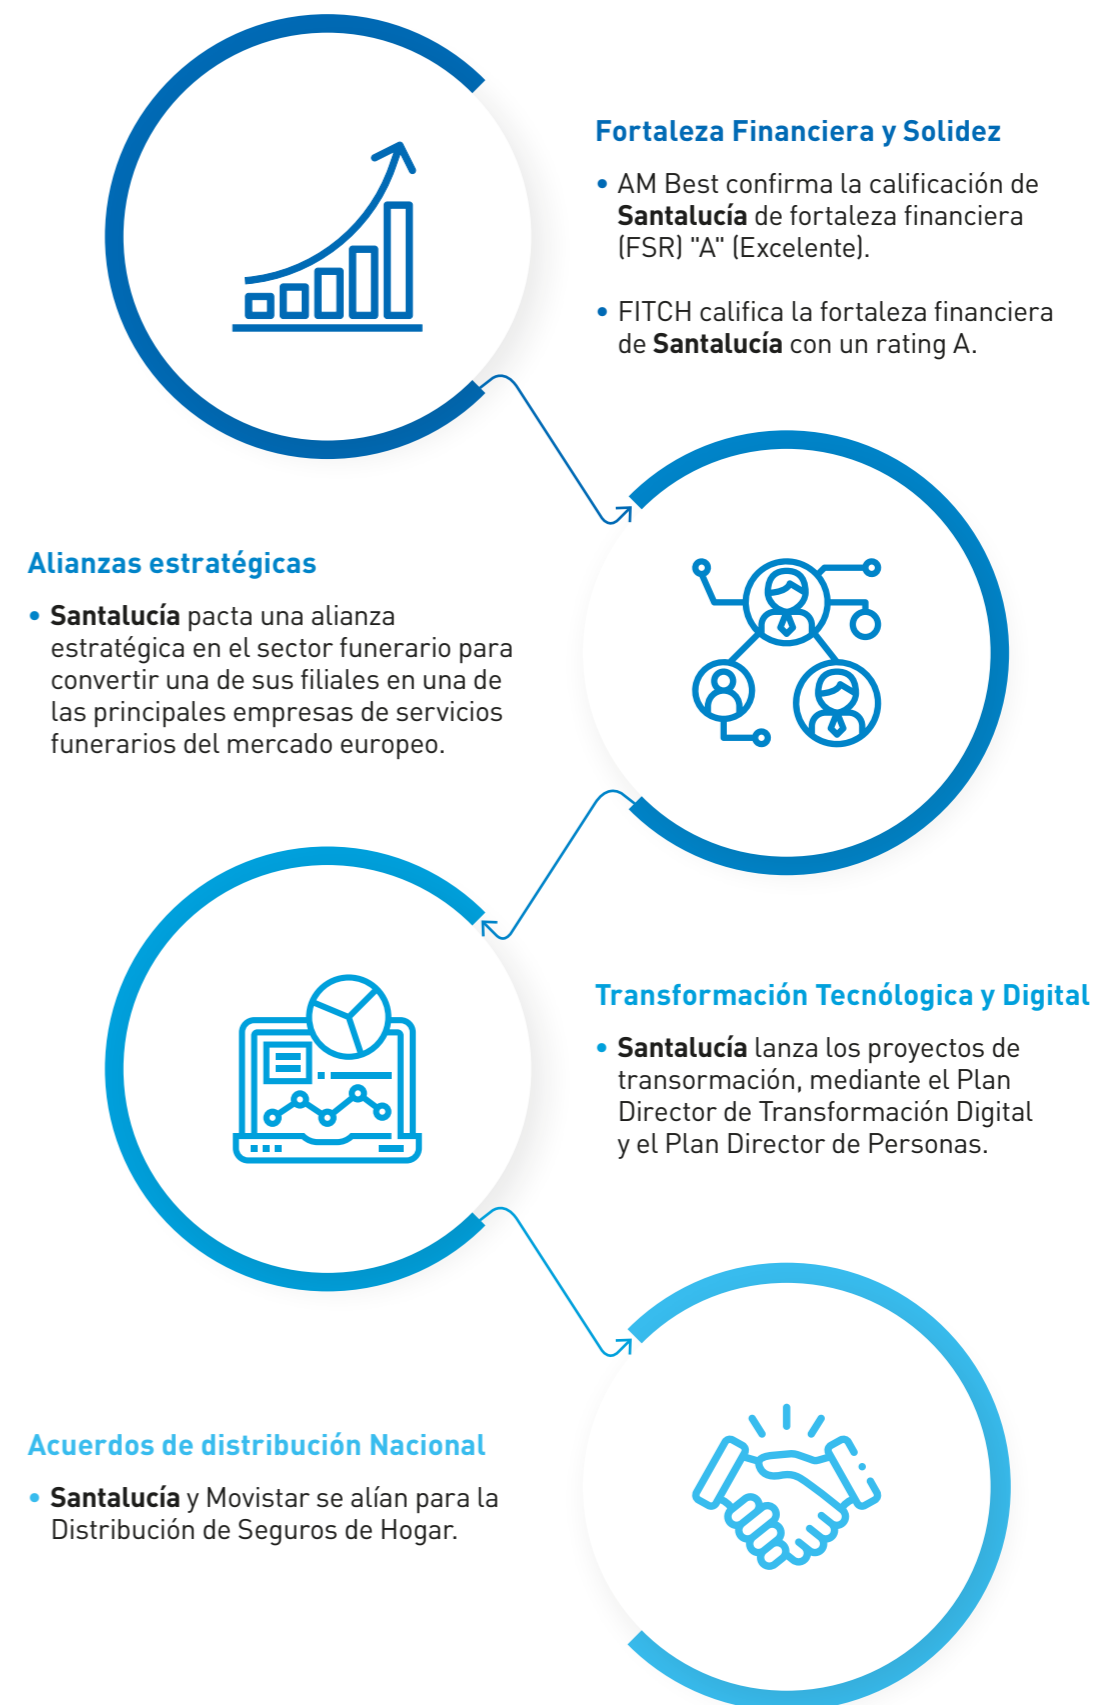 Fortaleza Financiera y Solidez
• AM Best confirma la calificación de
Santalucía de fortaleza financiera
(FSR) "A" (Excelente).
• FITCH califica la fortaleza financiera
de Santalucía con un rating A.
Alianzas estratégicas
• Santalucía pacta una alianza
estratégica en el sector funerario para
convertir una de sus filiales en una de
las principales empresas de servicios
funerarios del mercado europeo.
Transformación Tecnólogica y Digital
• Santalucía lanza los proyectos de
transormación, mediante el Plan
Director de Transformación Digital
y el Plan Director de Personas.
Acuerdos de distribución Nacional
• Santalucía y Movistar se alían para la
Distribución de Seguros de Hogar.